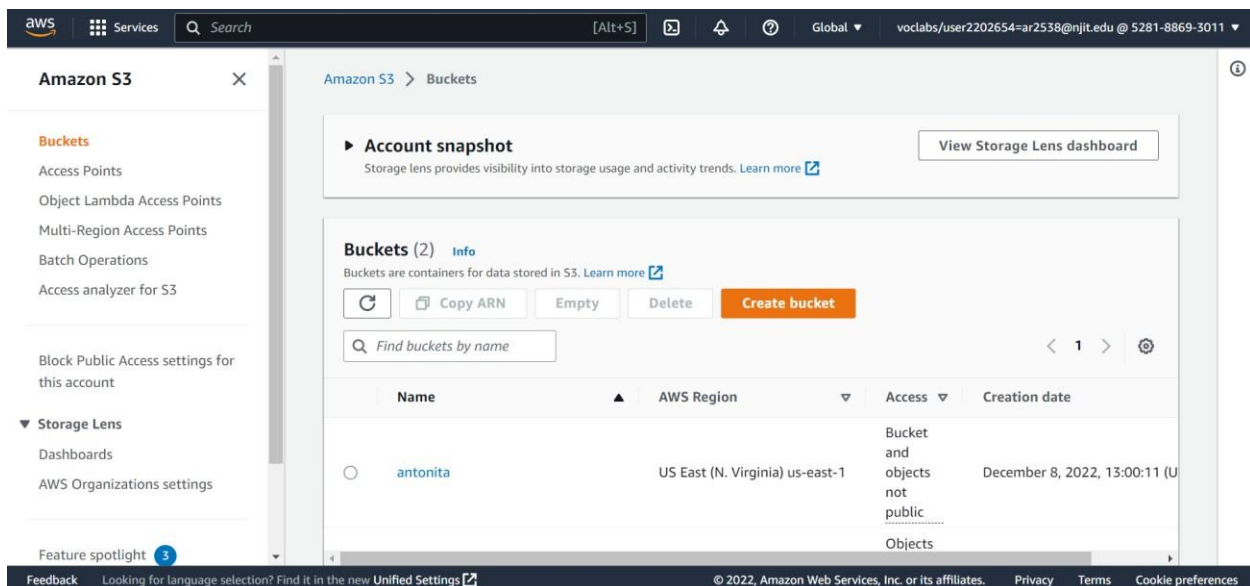 aws Services Search [Alt+S] Global voclabs/user2202654=ar2538@njit.edu @ 5281-8869-3011
Amazon S3
Buckets
Access Points
Object Lambda Access Points
Multi-Region Access Points
Batch Operations
Access analyzer for S3
Block Public Access settings for
this account
Storage Lens
Dashboards
AWS Organizations settings
Feature spotlight 3
Amazon S3 > Buckets
Account snapshot
Storage lens provides visibility into storage usage and activity trends. Learn more
View Storage Lens dashboard
Buckets (2) Info
Buckets are containers for data stored in S3. Learn more
Copy ARN Empty Delete Create bucket
Find buckets by name
< 1 >
Name AWS Region Access Creation date
antonita US East (N. Virginia) us-east-1 Bucket
and
objects
not
public
December 8, 2022, 13:00:11 (U
Objects
Feedback Looking for language selection? Find it in the new Unified Settings © 2022, Amazon Web Services, Inc. or its affiliates. Privacy Terms Cookie preferences